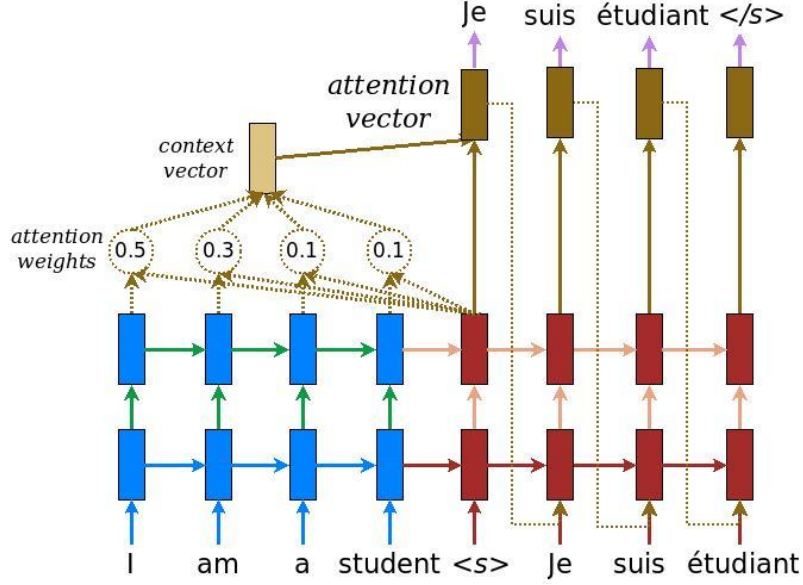 Je suis étudiant </s>
attention
vector
context
vector
attention
weights
0.5 0.3 0.1 0.1
I am a student <s> Je suis étudiant